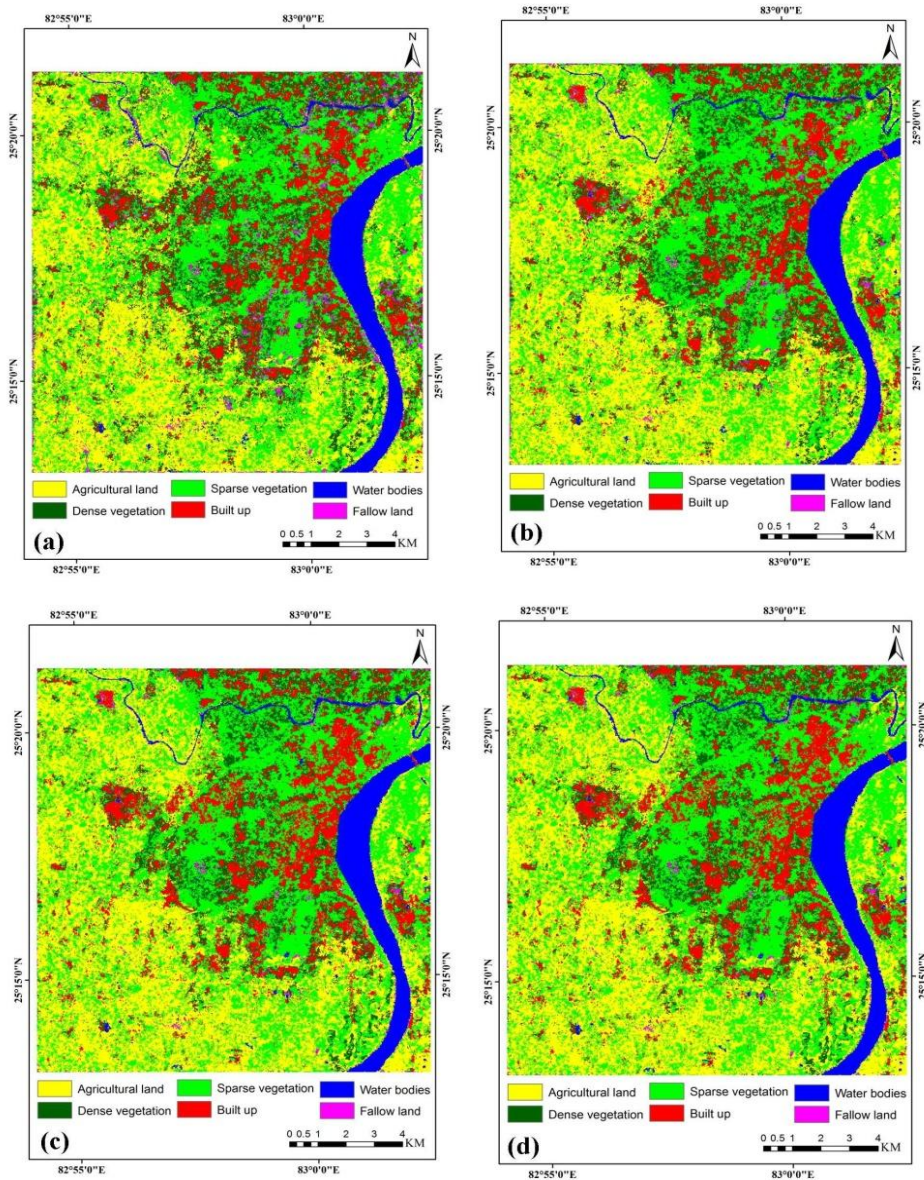 82°55'0"E 83°0'0"E
N
25°20'0"N 25°20'0"N
25°15'0"N 25°15'0"N
Agricultural land Sparse vegetation Water bodies
Dense vegetation Built up Fallow land
(a) 0 0.5 1 2 3 4 KM
82°55'0"E 83°0'0"E
82°55'0"E 83°0'0"E
N
25°20'0"N 25°20'0"N
25°15'0"N 25°15'0"N
Agricultural land Sparse vegetation Water bodies
Dense vegetation Built up Fallow land
(b) 0 0.5 1 2 3 4 KM
82°55'0"E 83°0'0"E
82°55'0"E 83°0'0"E
N
25°20'0"N 25°20'0"N
25°15'0"N 25°15'0"N
Agricultural land Sparse vegetation Water bodies
Dense vegetation Built up Fallow land
(c) 0 0.5 1 2 3 4 KM
82°55'0"E 83°0'0"E
82°55'0"E 83°0'0"E
N
25°20'0"N 25°20'0"N
25°15'0"N 25°15'0"N
Agricultural land Sparse vegetation Water bodies
Dense vegetation Built up Fallow land
(d) 0 0.5 1 2 3 4 KM
82°55'0"E 83°0'0"E